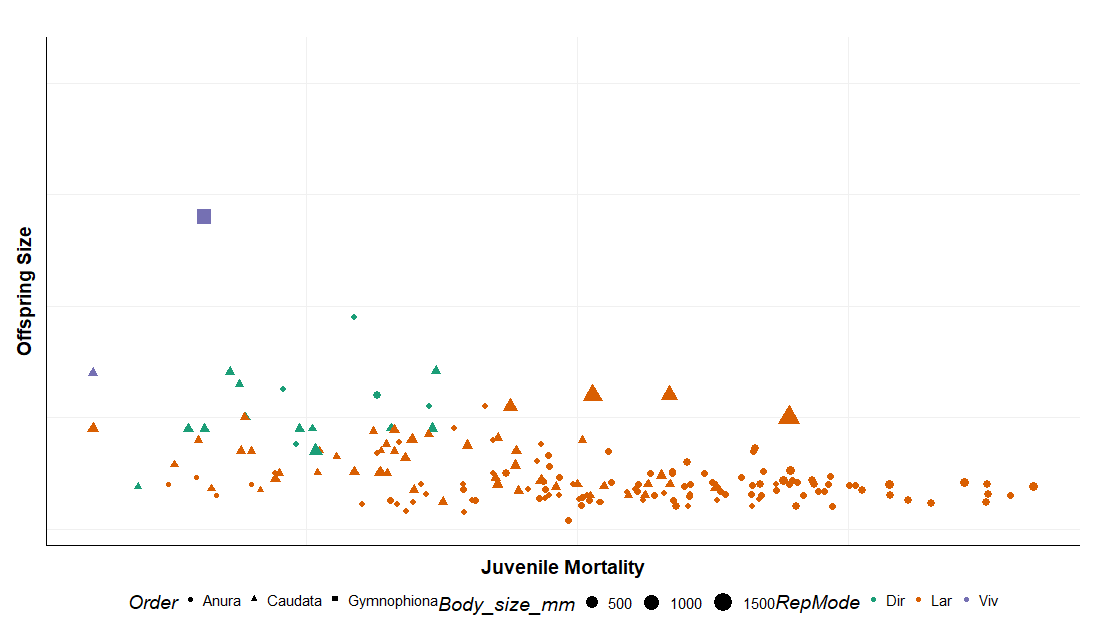 Offspring Size
Juvenile Mortality
Order Anura Caudata Gymnophiona Body_size_mm 500 1000 1500 RepMode Dir Lar Viv